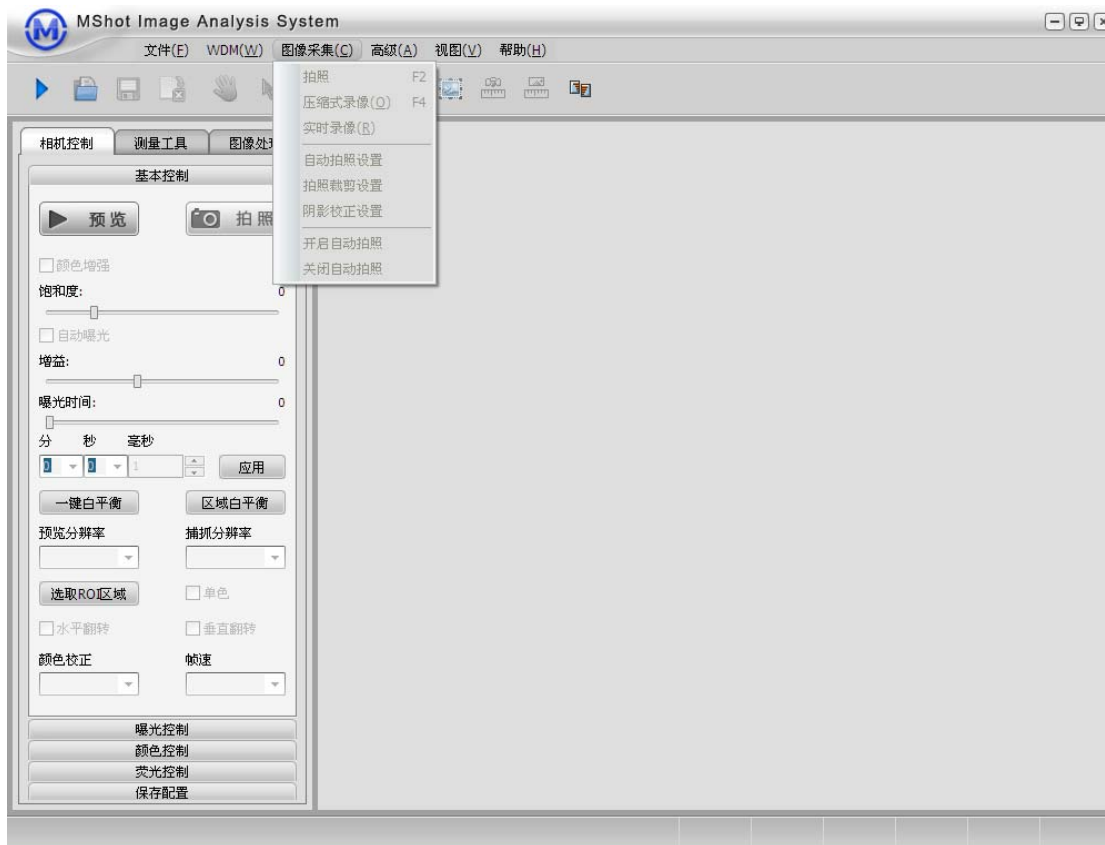 MShot Image Analysis System
文件(F) WDM(W) 图像采集(C) 高级(A) 视图(V) 帮助(H)
拍照 F2
压缩式录像(O) F4
实时录像(R)
自动拍照设置
拍照裁剪设置
阴影校正设置
开启自动拍照
关闭自动拍照
相机控制 测量工具 图像处
基本控制
预览 拍照
颜色增强
饱和度: 0
自动曝光
增益: 0
曝光时间: 0
分 秒 毫秒
0 0 1 应用
一键白平衡 区域白平衡
预览分辨率 捕抓分辨率
选取ROI区域 单色
水平翻转 垂直翻转
颜色校正 帧速
曝光控制
颜色控制
荧光控制
保存配置